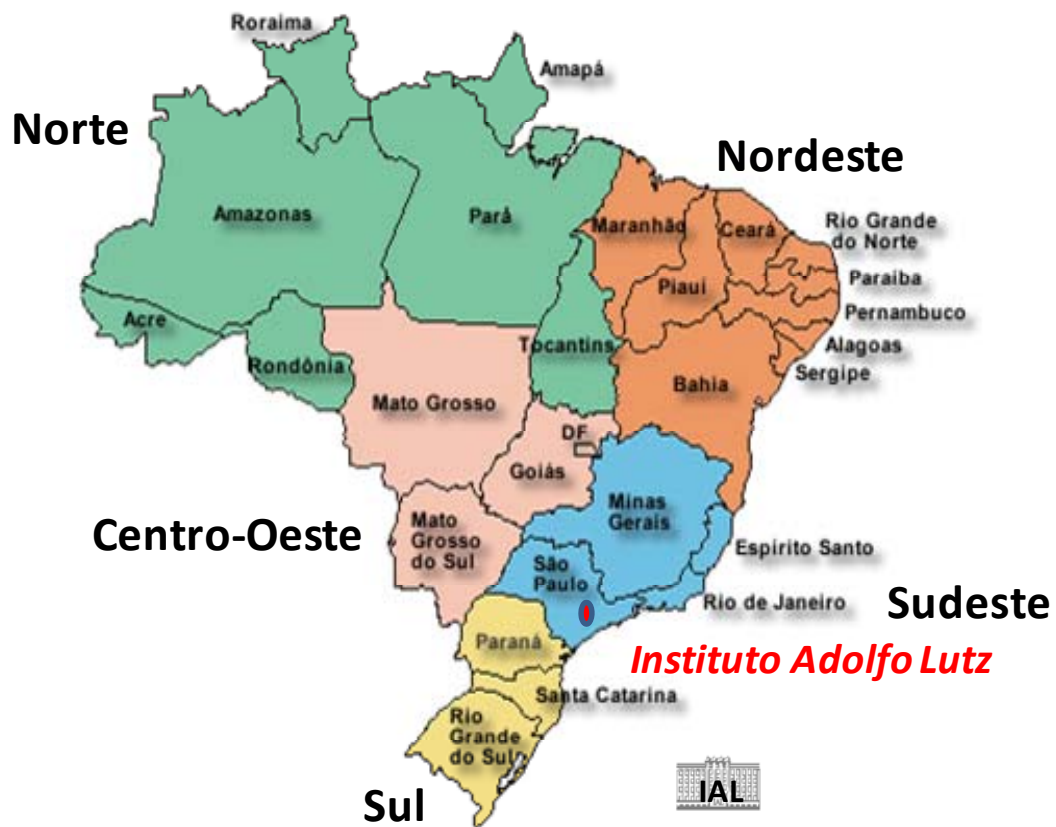 Roraima
Amapá
Norte
Nordeste
Amazonas
Pará
Maranhão
Ceará
Rio Grande
do Norte
Piauí
Paraiba
Pernambuco
Acre
Rondônia
Tocantins
Alagoas
Sergipe
Bahia
Mato Grosso
DF
Goiás
Minas
Gerais
Centro-Oeste
Mato
Grosso
do Sul
Espírito Santo
São
Paulo
Rio de Janeiro
Sudeste
Paraná
Instituto Adolfo Lutz
Santa Catarina
Rio
Grande
do Sul
Sul
IAL